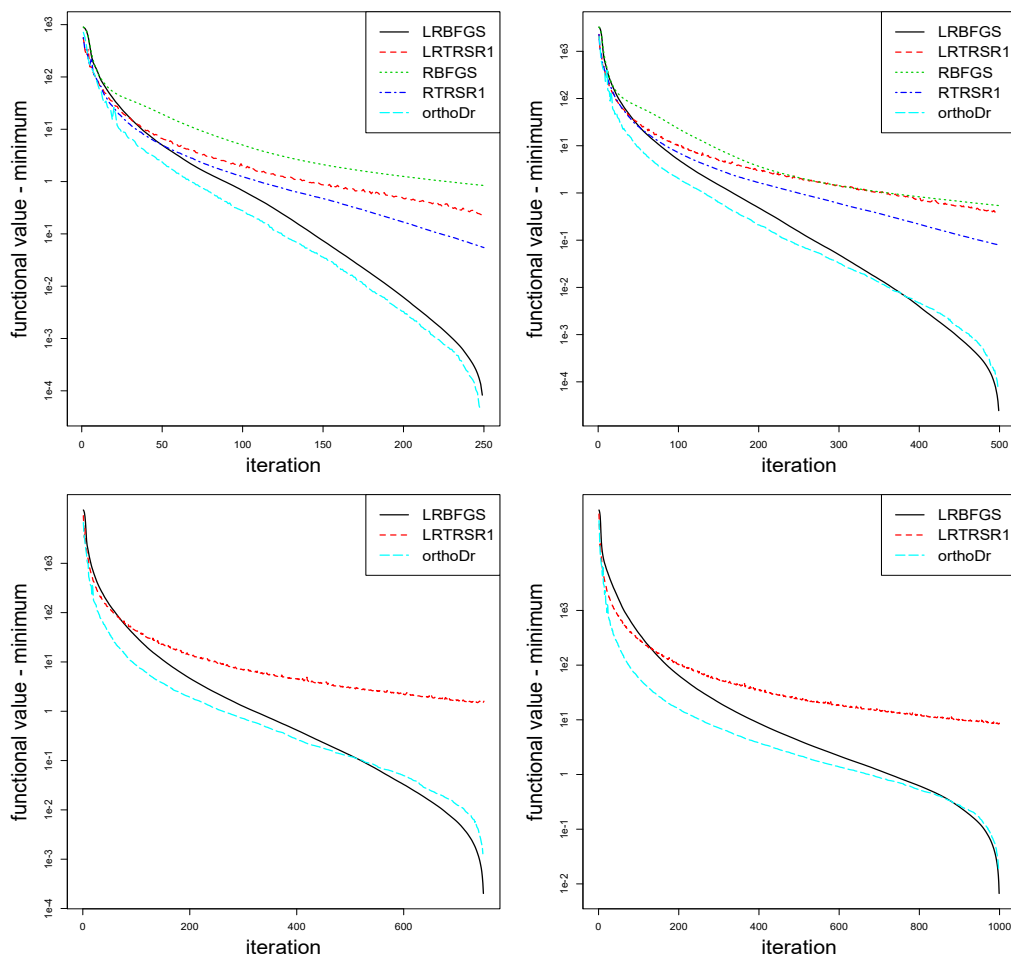 LRBFGS
LRTRSR1
RBFGS
RTRSR1
orthoDr
functional value - minimum
1e3
1e2
1e1
1
1e-1
1e-2
1e-3
1e-4
0 50 100 150 200 250
iteration
LRBFGS
LRTRSR1
RBFGS
RTRSR1
orthoDr
functional value - minimum
1e3
1e2
1e1
1
1e-1
1e-2
1e-3
1e-4
0 100 200 300 400 500
iteration
LRBFGS
LRTRSR1
orthoDr
functional value - minimum
1e3
1e2
1e1
1
1e-1
1e-2
1e-3
1e-4
0 200 400 600
iteration
LRBFGS
LRTRSR1
orthoDr
functional value - minimum
1e3
1e2
1e1
1
1e-1
1e-2
0 200 400 600 800 1000
iteration